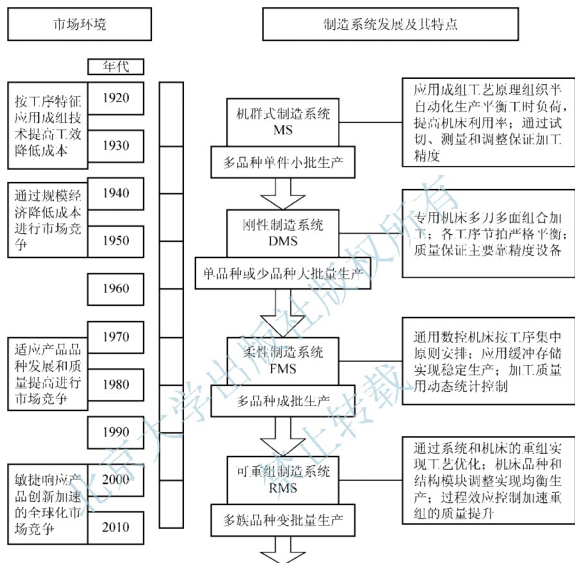 市场环境
制造系统发展及其特点
年代
按工序特征
应用成组技
术提高工效
降低成本
1920
1930
通过规模经
济降低成本
进行市场竞
争
1940
1950
1960
适应产品品
种发展和质
量提高进行
市场竞争
1970
1980
1990
敏捷响应产
品创新加速
的全球化市
场竞争
2000
2010
机群式制造系统
MS
多品种单件小批生产
应用成组工艺原理组织半
自动化生产平衡工时负荷,
提高机床利用率；通过试
切、测量和调整保证加工
精度
刚性制造系统
DMS
单品种或少品种大批量生产
专用机床多刀多面组合加
工；各工序节拍严格平衡；
质量保证主要靠精度设备
柔性制造系统
FMS
多品种成批生产
通用数控机床按工序集中
原则安排；应用缓冲存储
实现稳定生产；加工质量
用动态统计控制
可重组制造系统
RMS
多族品种变批量生产
通过系统和机床的重组实
现工艺优化；机床品种和
结构模块调整实现均衡生
产；过程效应控制加速重
组的质量提升
北京大学出版社版权所有
禁止转载